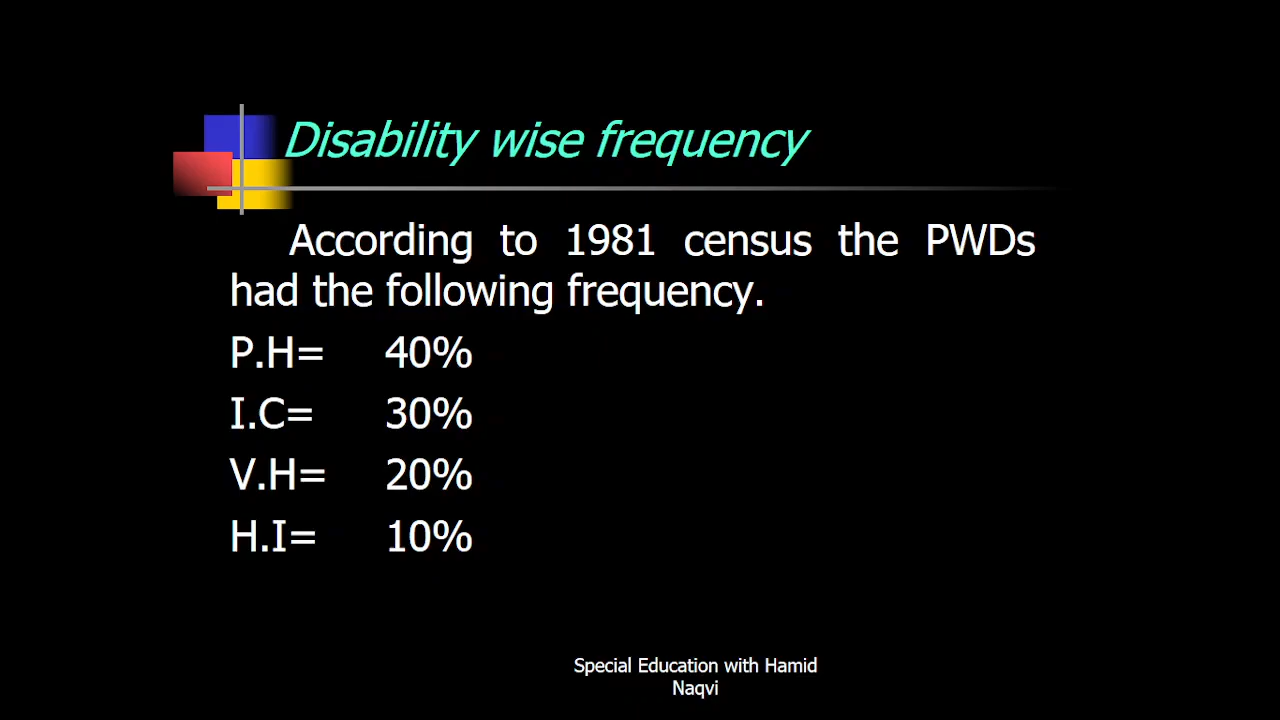 Disability wise frequency
According to 1981 census the PWDs
had the following frequency.
P.H= 40%
I.C= 30%
V.H= 20%
H.I= 10%
Special Education with Hamid
Naqvi